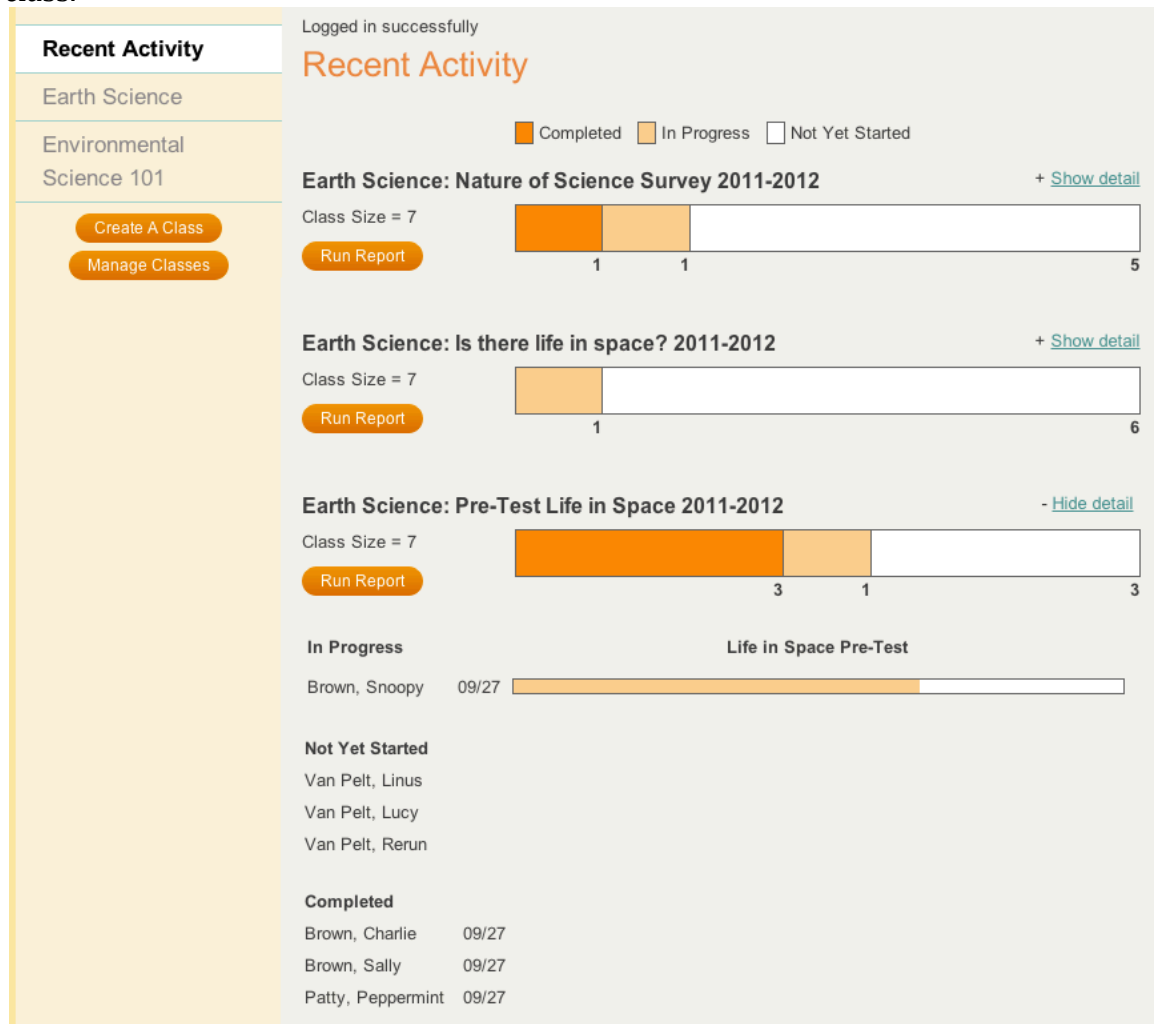 Recent Activity
Earth Science
Environmental
Science 101
Create A Class
Manage Classes
Logged in successfully
Recent Activity
Completed In Progress Not Yet Started
Earth Science: Nature of Science Survey 2011-2012 + Show detail
Class Size = 7
Run Report
1 1 5
Earth Science: Is there life in space? 2011-2012 + Show detail
Class Size = 7
Run Report
1 6
Earth Science: Pre-Test Life in Space 2011-2012 - Hide detail
Class Size = 7
Run Report
3 1 3
In Progress Life in Space Pre-Test
Brown, Snoopy 09/27
Not Yet Started
Van Pelt, Linus
Van Pelt, Lucy
Van Pelt, Rerun
Completed
Brown, Charlie 09/27
Brown, Sally 09/27
Patty, Peppermint 09/27